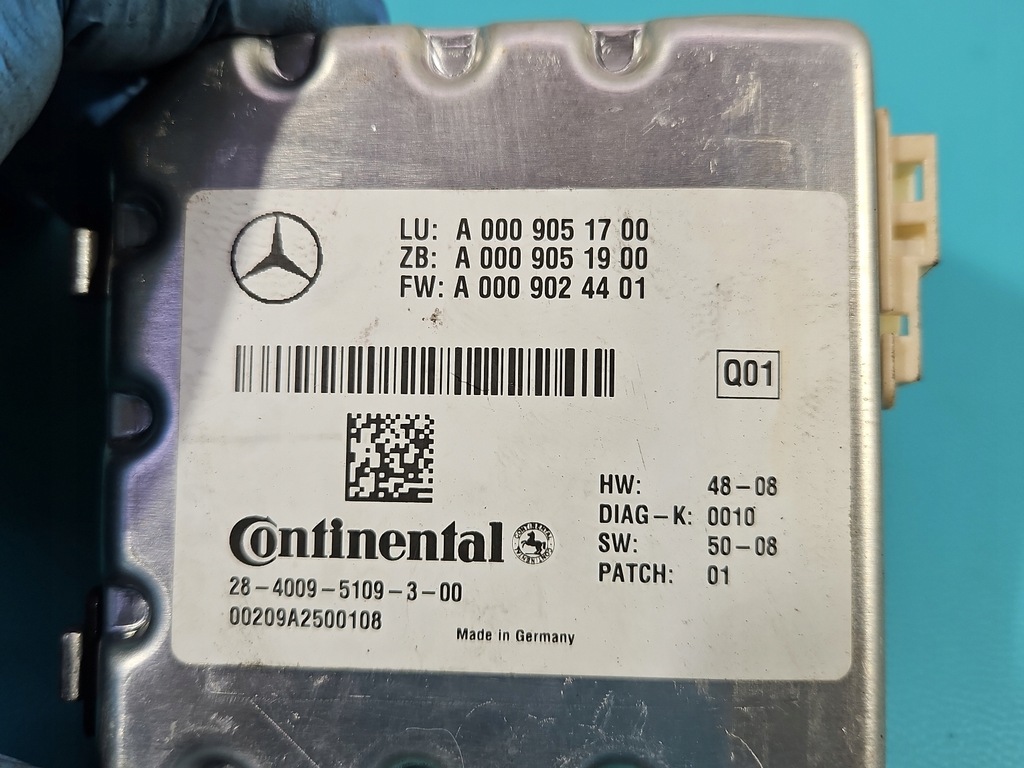 LU: A 000 905 17 00
ZB: A 000 905 19 00
FW: A 000 902 44 01
Q01
HW: 48-08
DIAG-K: 0010
SW: 50-08
PATCH: 01
Continental
28-4009-5109-3-00
00209A2500108
Made in Germany